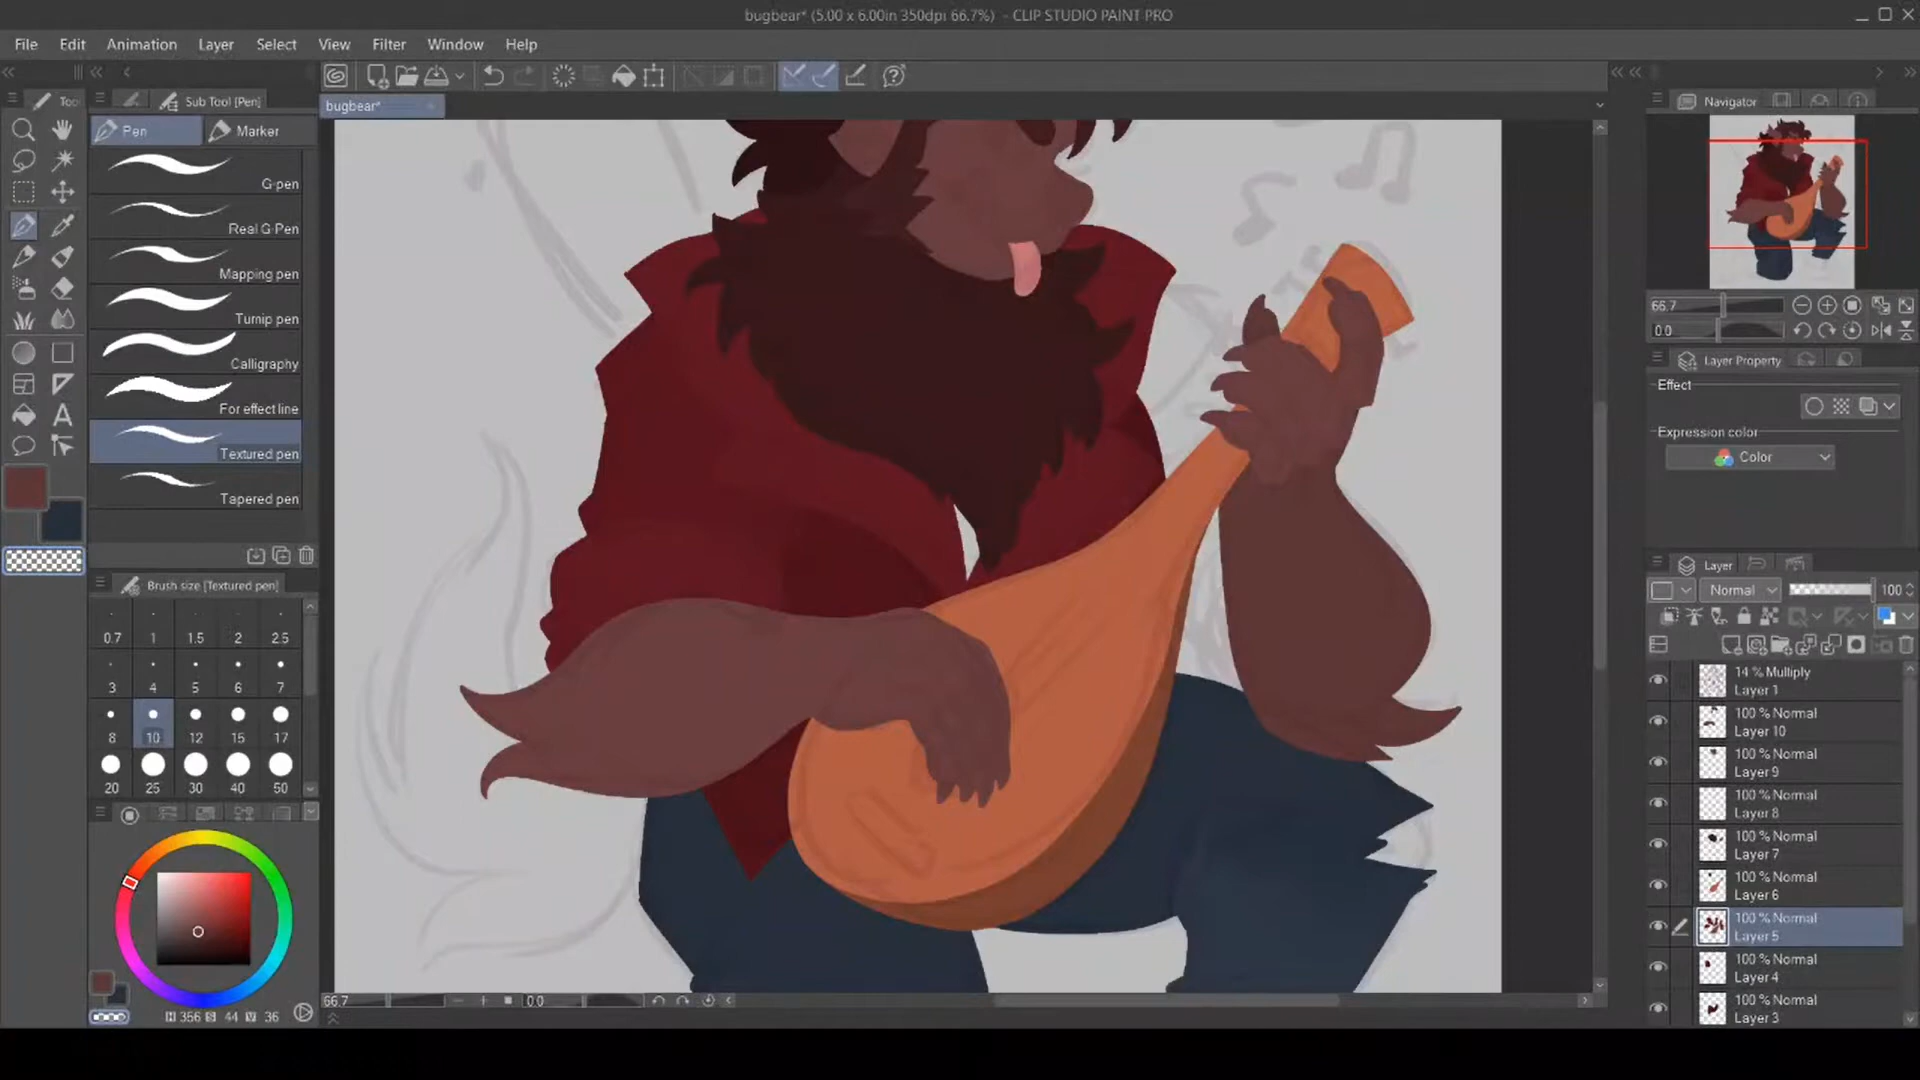 bugbear* (5.00 x 6.00in 350dpi 66.7%) - CLIP STUDIO PAINT PRO
File Edit Animation Layer Select View Filter Window Help
Too Sub Tool [Pen]
bugbear*
Navigator
Pen Marker
G-pen
Real G-Pen
Mapping pen
Turnip pen
Calligraphy
For effect line
Textured pen
Tapered pen
Brush size [Textured pen]
0.7 1 1.5 2 2.5
3 4 5 6 7
8 10 12 15 17
20 25 30 40 50
H 356 S 44 V 36
66.7 0.0
66.7
0.0
Layer Property
Effect
Expression color
Color
Layer
Normal 100
14 % Multiply
Layer 1
100 % Normal
Layer 10
100 % Normal
Layer 9
100 % Normal
Layer 8
100 % Normal
Layer 7
100 % Normal
Layer 6
100 % Normal
Layer 5
100 % Normal
Layer 4
100 % Normal
Layer 3